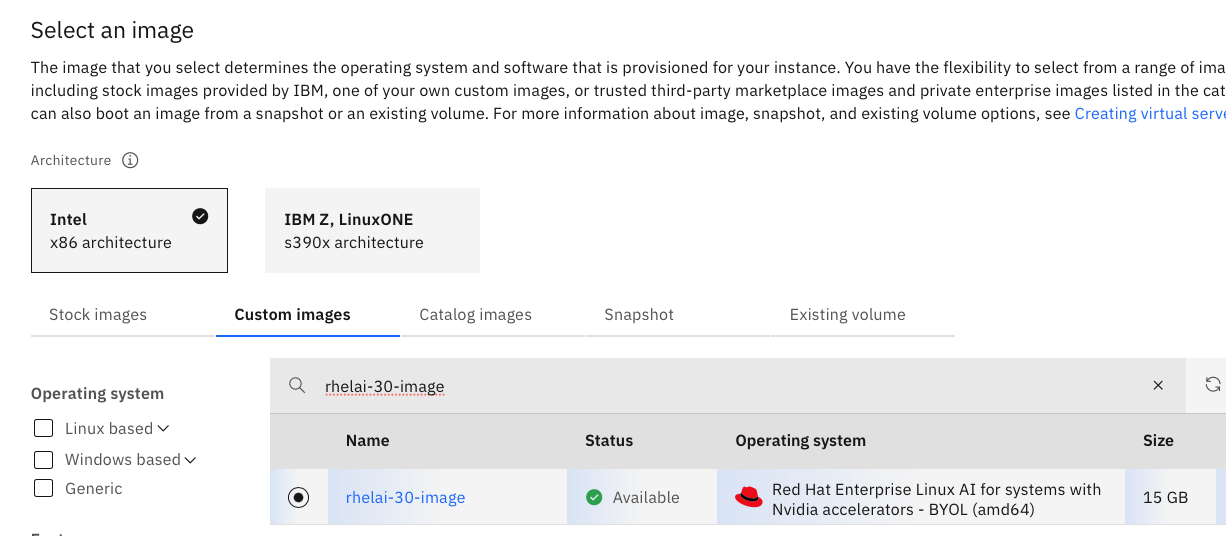 Select an image
The image that you select determines the operating system and software that is provisioned for your instance. You have the flexibility to select from a range of ima
including stock images provided by IBM, one of your own custom images, or trusted third-party marketplace images and private enterprise images listed in the cat
can also boot an image from a snapshot or an existing volume. For more information about image, snapshot, and existing volume options, see Creating virtual serve
Architecture
Intel
x86 architecture
IBM Z, LinuxONE
s390x architecture
Stock images
Custom images
Catalog images
Snapshot
Existing volume
Operating system
Linux based
Windows based
Generic
rhelai-30-image
Name
Status
Operating system
Size
rhelai-30-image
Available
Red Hat Enterprise Linux AI for systems with
Nvidia accelerators - BYOL (amd64)
15 GB